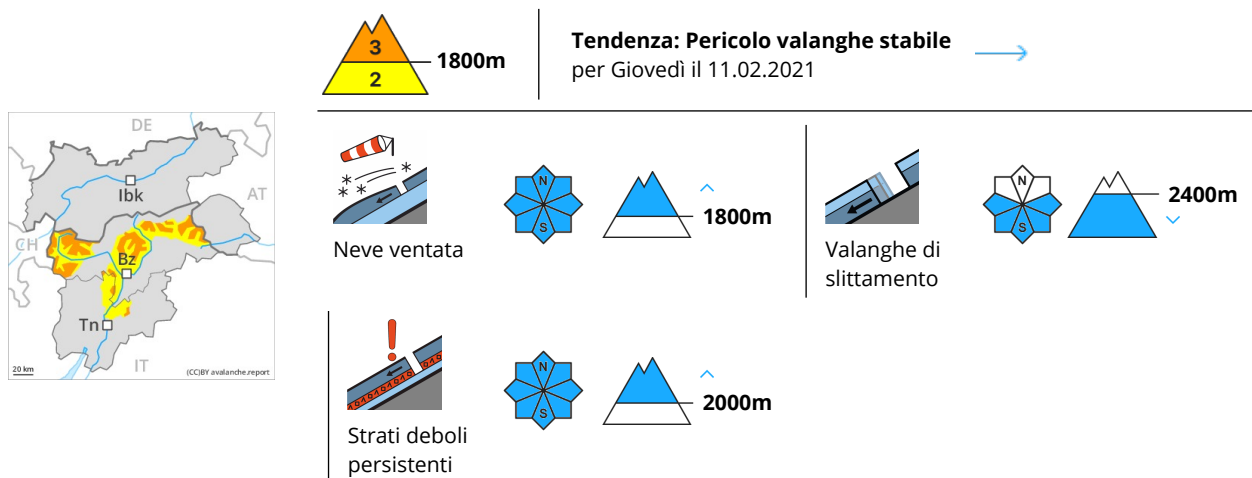 3
2
1800m
Tendenza: Pericolo valanghe stabile
per Giovedì il 11.02.2021
DE
Ibk
AT
CH
Bz
Tn
IT
20 km
(CC)BY avalanche.report
N
S
1800m
Neve ventata
N
S
2400m
Valanghe di
slittamento
N
S
2000m
Strati deboli
persistenti